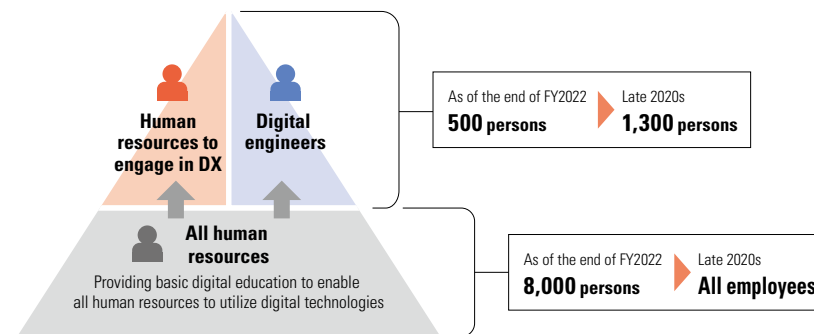 Human
resources to
engage in DX
Digital
engineers
As of the end of FY2022
500 persons
Late 2020s
1,300 persons
All human
resources
Providing basic digital education to enable
all human resources to utilize digital technologies
As of the end of FY2022
8,000 persons
Late 2020s
All employees